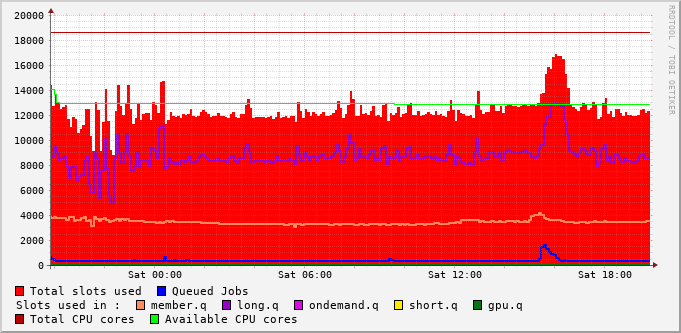 20000
18000
16000
14000
12000
10000
8000
6000
4000
2000
0
Sat 00:00 Sat 06:00 Sat 12:00 Sat 18:00
RRDTOOL / TOBI OETIKER
Total slots used Queued Jobs
Slots used in : member.q long.q ondemand.q short.q gpu.q
Total CPU cores Available CPU cores